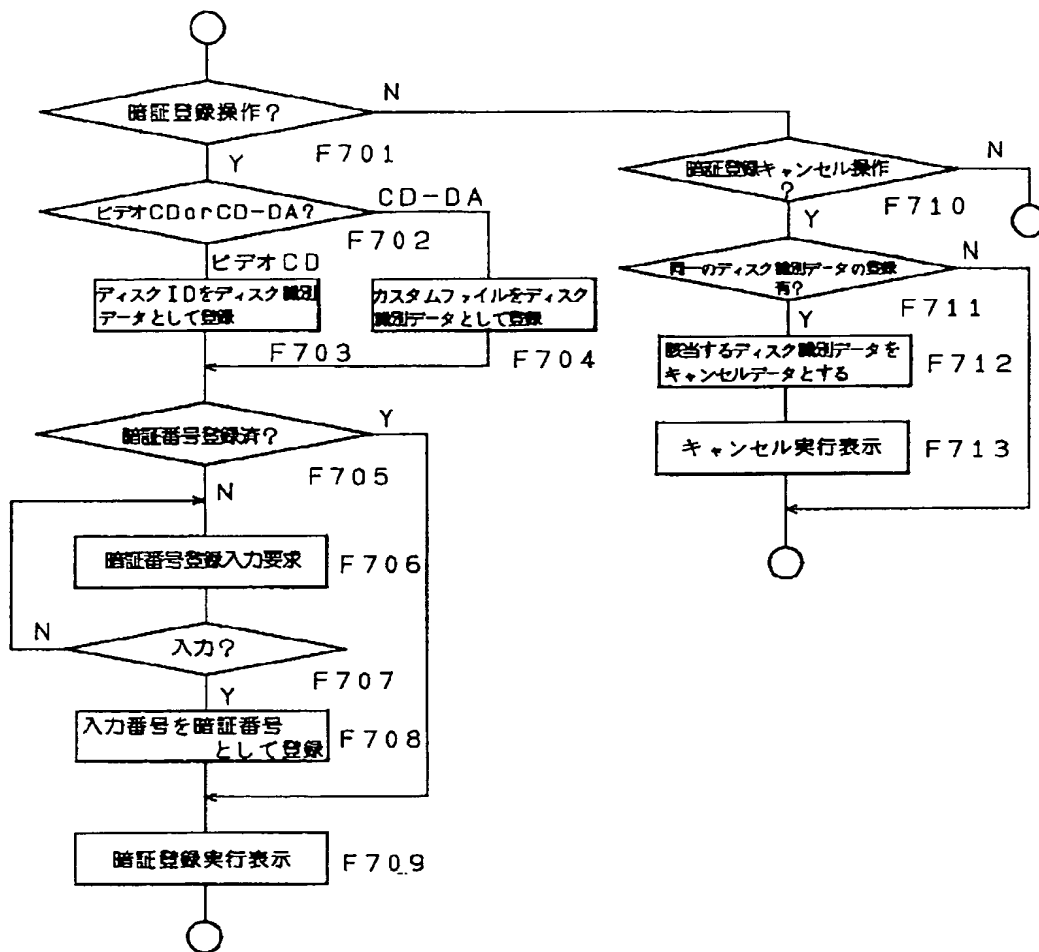 暗証登録操作?
N
F701
Y
ビデオCDorCD-DA?
CD-DA
F702
ビデオCD
ディスクIDをディスク識別
データとして登録
F703
カスタムファイルをディスク
識別データとして登録
F704
暗証番号登録済?
Y
F705
N
暗証番号登録入力要求
F706
入力?
N
F707
Y
入力番号を暗証番号
として登録
F708
暗証登録実行表示
F709
暗証登録キャンセル操作
?
N
F710
Y
同一のディスク識別データの登録
有?
N
F711
Y
該当するディスク識別データを
キャンセルデータとする
F712
キャンセル実行表示
F713